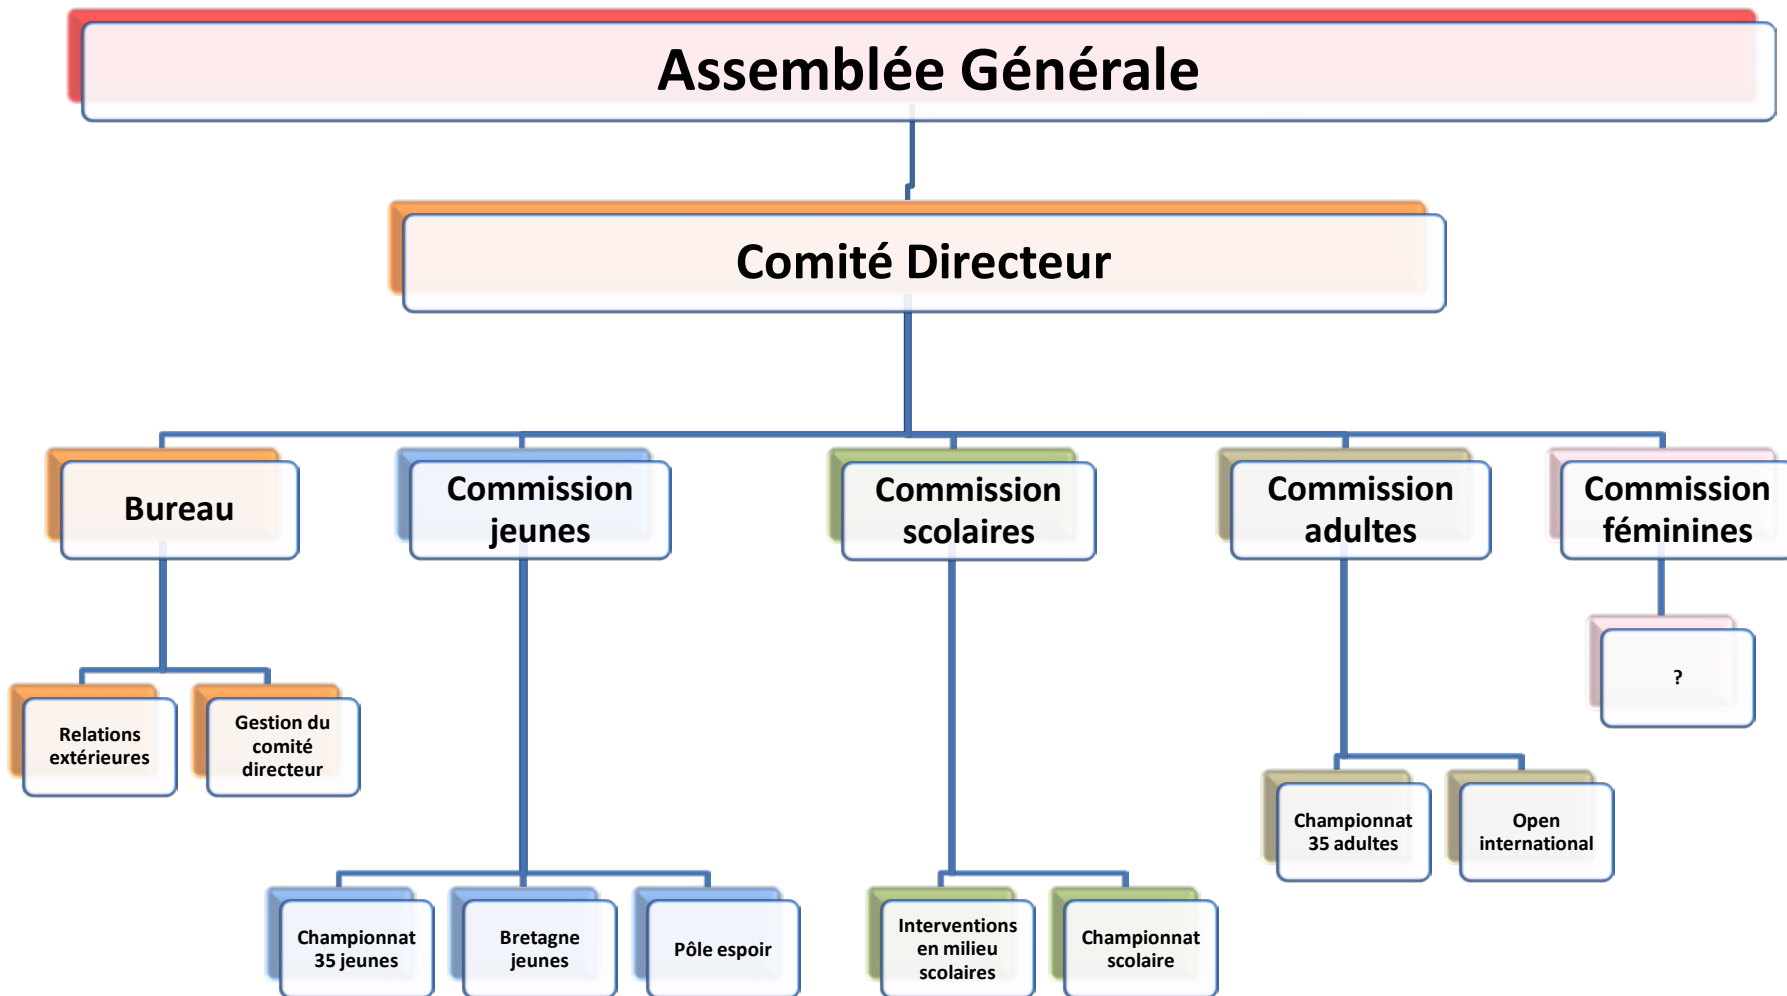 Assemblée Générale
Comité Directeur
Bureau
Commission
jeunes
Commission
scolaires
Commission
adultes
Commission
féminines
Relations
extérieures
Gestion du
comité
directeur
?
Championnat
35 adultes
Open
international
Championnat
35 jeunes
Bretagne
jeunes
Pôle espoir
Interventions
en milieu
scolaires
Championnat
scolaire